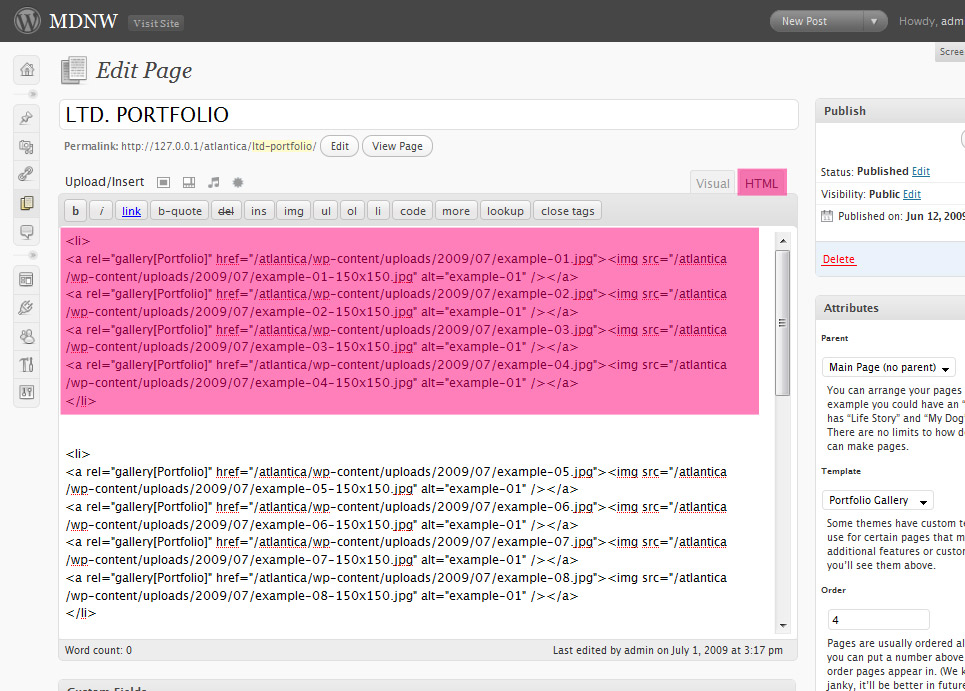 MDNW Visit Site New Post Howdy, adm
Scree
Edit Page
LTD. PORTFOLIO
Permalink: http://127.0.0.1/atlantica/ltd-portfolio/ Edit View Page
Upload/Insert Visual HTML
b i link b-quote del ins img ul ol li code more lookup close tags
<li>
<a rel="gallery[Portfolio]" href="/atlantica/wp-content/uploads/2009/07/example-01.jpg"><img src="/atlantica
/wp-content/uploads/2009/07/example-01-150x150.jpg" alt="example-01" /></a>
<a rel="gallery[Portfolio]" href="/atlantica/wp-content/uploads/2009/07/example-02.jpg"><img src="/atlantica
/wp-content/uploads/2009/07/example-02-150x150.jpg" alt="example-01" /></a>
<a rel="gallery[Portfolio]" href="/atlantica/wp-content/uploads/2009/07/example-03.jpg"><img src="/atlantica
/wp-content/uploads/2009/07/example-03-150x150.jpg" alt="example-01" /></a>
<a rel="gallery[Portfolio]" href="/atlantica/wp-content/uploads/2009/07/example-04.jpg"><img src="/atlantica
/wp-content/uploads/2009/07/example-04-150x150.jpg" alt="example-01" /></a>
</li>
<li>
<a rel="gallery[Portfolio]" href="/atlantica/wp-content/uploads/2009/07/example-05.jpg"><img src="/atlantica
/wp-content/uploads/2009/07/example-05-150x150.jpg" alt="example-01" /></a>
<a rel="gallery[Portfolio]" href="/atlantica/wp-content/uploads/2009/07/example-06.jpg"><img src="/atlantica
/wp-content/uploads/2009/07/example-06-150x150.jpg" alt="example-01" /></a>
<a rel="gallery[Portfolio]" href="/atlantica/wp-content/uploads/2009/07/example-07.jpg"><img src="/atlantica
/wp-content/uploads/2009/07/example-07-150x150.jpg" alt="example-01" /></a>
<a rel="gallery[Portfolio]" href="/atlantica/wp-content/uploads/2009/07/example-08.jpg"><img src="/atlantica
/wp-content/uploads/2009/07/example-08-150x150.jpg" alt="example-01" /></a>
</li>
Word count: 0 Last edited by admin on July 1, 2009 at 3:17 pm
Custom Fields
Publish
Status: Published Edit
Visibility: Public Edit
Published on: Jun 12, 2009
Delete
Attributes
Parent
Main Page (no parent)
You can arrange your pages
example you could have an "
has "Life Story" and "My Dog"
There are no limits to how d
can make pages.
Template
Portfolio Gallery
Some themes have custom t
use for certain pages that m
additional features or custor
you'll see them above.
Order
4
Pages are usually ordered al
you can put a number above
order pages appear in. (We k
janky, it'll be better in future